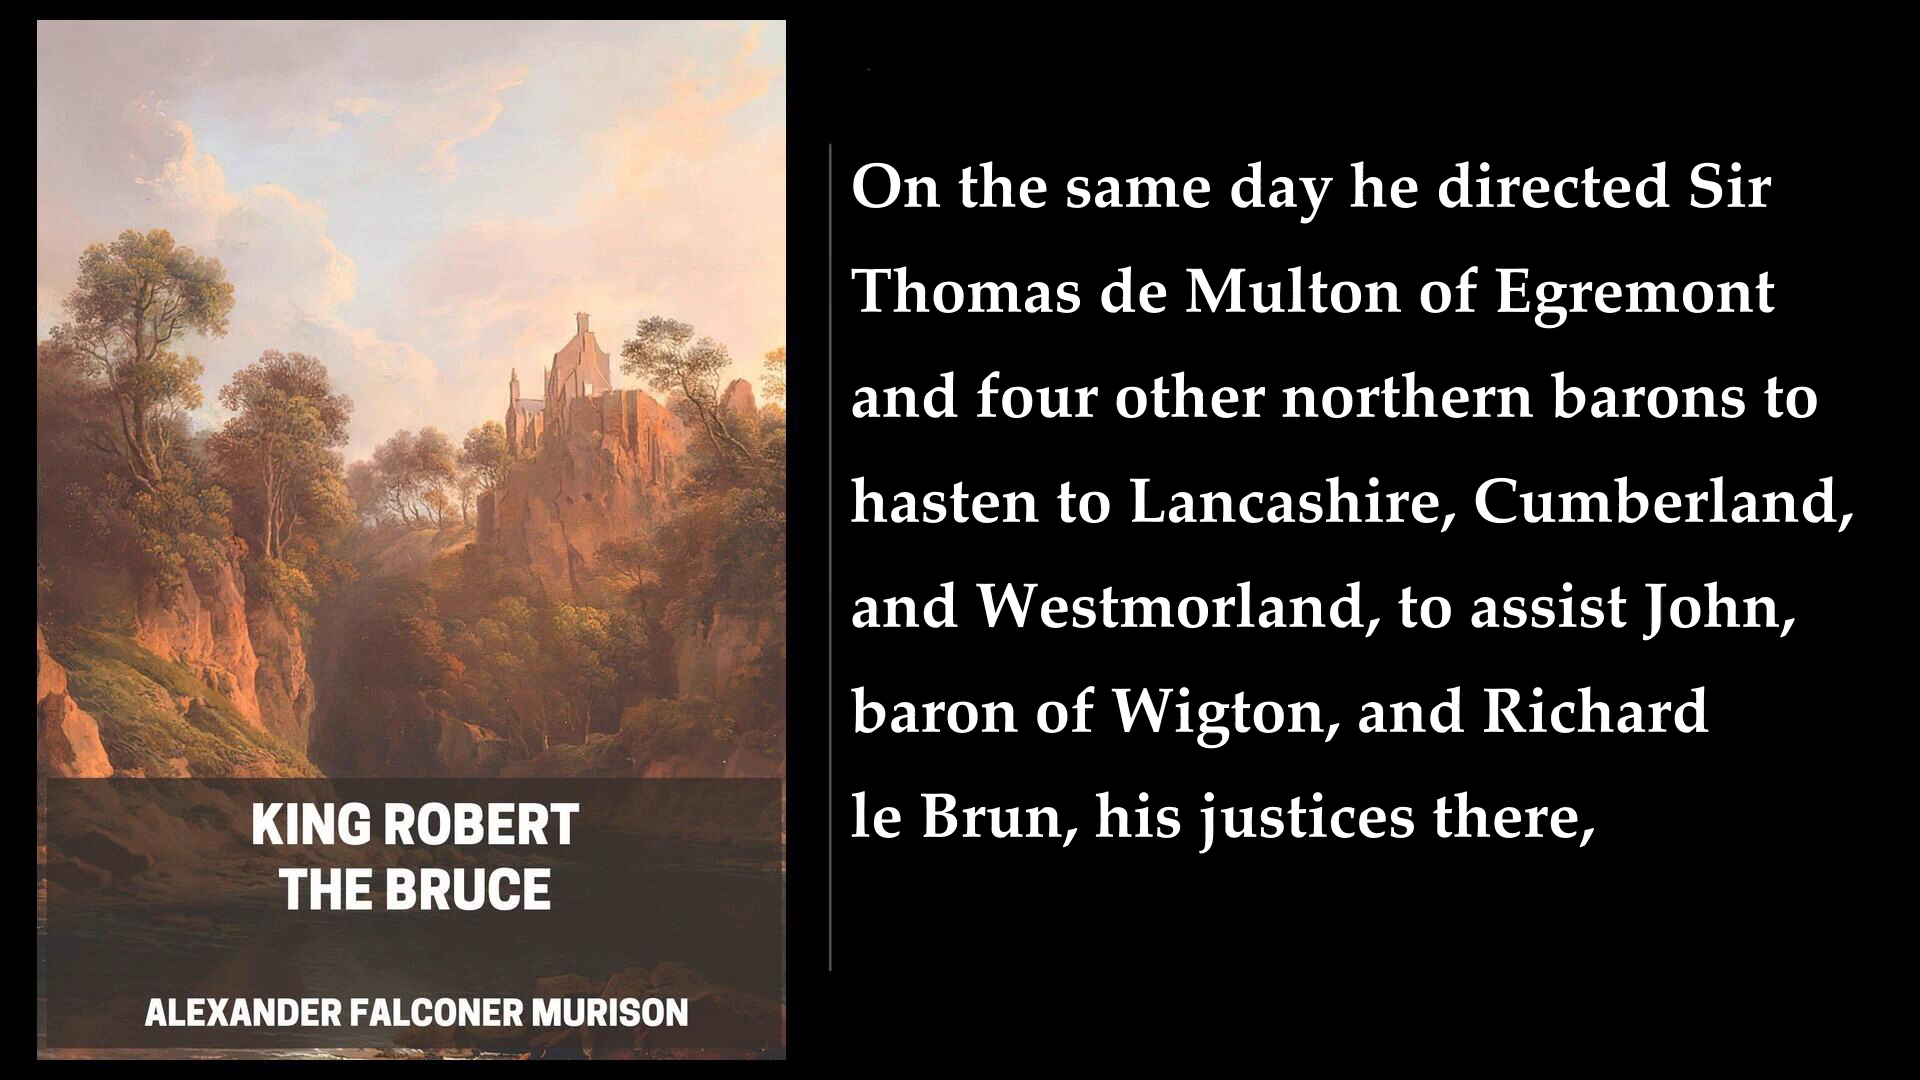 KING ROBERT
THE BRUCE
ALEXANDER FALCONER MURISON
On the same day he directed Sir
Thomas de Multon of Egremont
and four other northern barons to
hasten to Lancashire, Cumberland,
and Westmorland, to assist John,
baron of Wigton, and Richard
le Brun, his justices there,